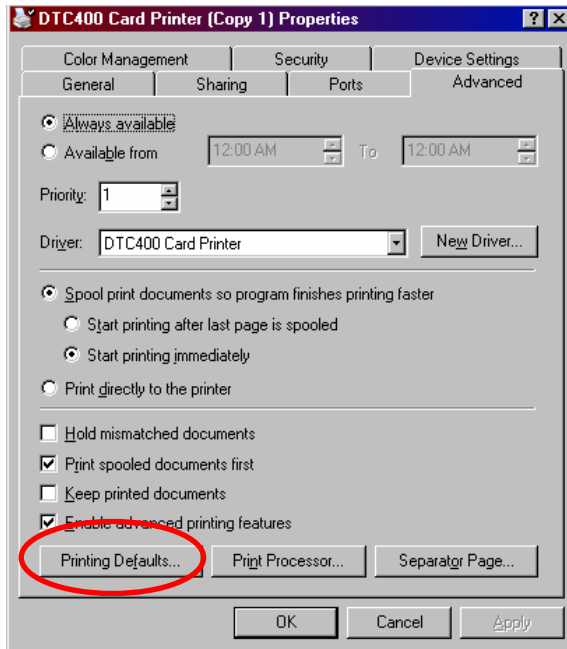 DTC400 Card Printer (Copy 1) Properties
Color Management Security Device Settings
General Sharing Ports Advanced
Always available
Available from 12:00 AM To 12:00 AM
Priority: 1
Driver: DTC400 Card Printer New Driver...
Spool print documents so program finishes printing faster
Start printing after last page is spooled
Start printing immediately
Print directly to the printer
Hold mismatched documents
Print spooled documents first
Keep printed documents
Enable advanced printing features
Printing Defaults... Print Processor... Separator Page...
OK Cancel Apply